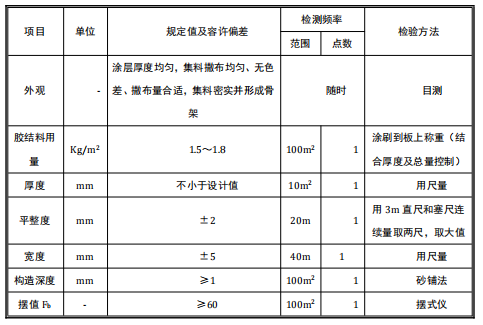 项目 单位 规定值及容许偏差 检测频率 检验方法
范围 点数
外观 - 涂层厚度均匀，集料撒布均匀、无色差、撒布量合适，集料密实并形成骨架 随时 目测
胶结料用量 Kg/m² 1.5～1.8 100m² 1 涂刷到板上称重（结合厚度及总量控制）
厚度 mm 不小于设计值 10m² 1 用尺量
平整度 mm ±2 20m 1 用 3m 直尺和塞尺连续量取两尺，取大值
宽度 mm ±5 40m 1 用尺量
构造深度 mm ≥1 100m² 1 砂铺法
摆值 Fb - ≥60 100m² 1 摆式仪